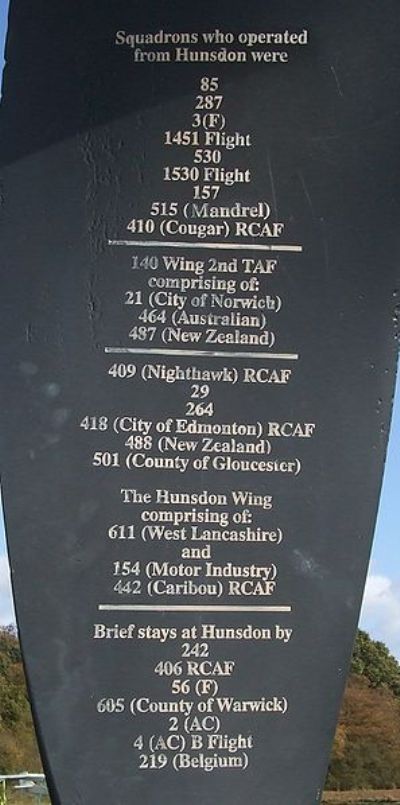 Squadrons who operated
from Hunsdon were
85
287
3(F)
1451 Flight
530
1530 Flight
157
515 (Mandrel)
410 (Cougar) RCAF
140 Wing 2nd TAF
comprising of:
21 (City of Norwich)
464 (Australian)
487 (New Zealand)
409 (Nighthawk) RCAF
29
264
418 (City of Edmonton) RCAF
488 (New Zealand)
501 (County of Gloucester)
The Hunsdon Wing
comprising of:
611 (West Lancashire)
and
154 (Motor Industry)
442 (Caribou) RCAF
Brief stays at Hunsdon by
242
406 RCAF
56 (F)
605 (County of Warwick)
2 (AC)
4 (AC) B Flight
219 (Belgium)